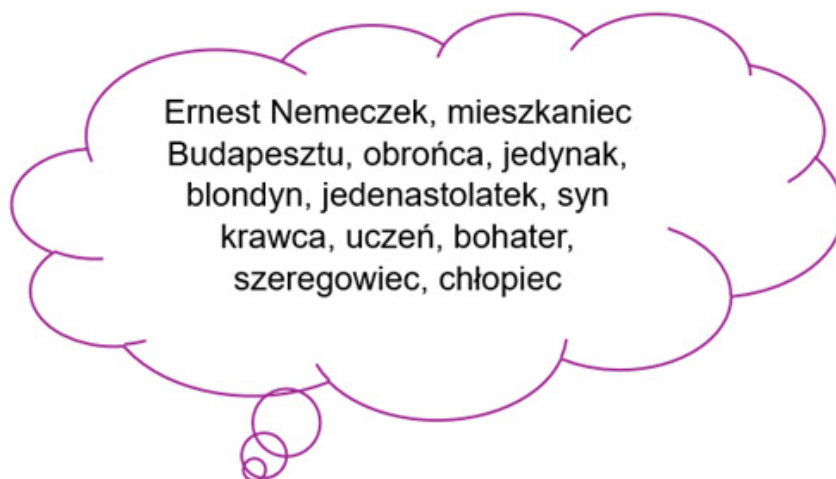 Ernest Nemeczek, mieszkaniec
Budapesztu, obrońca, jedynak,
blondyn, jedenastolatek, syn
krawca, uczeń, bohater,
szeregowiec, chłopiec